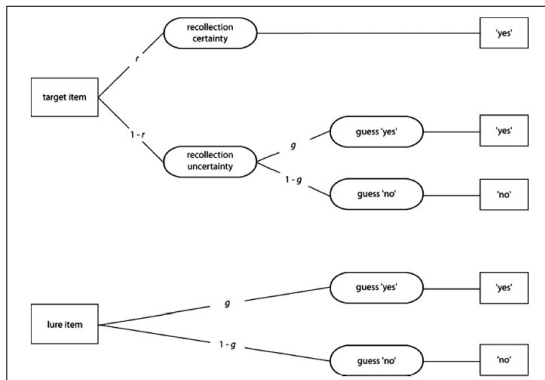 recollection
certainty
'yes'
r
target item
1 - r
recollection
uncertainty
g
guess 'yes'
'yes'
1 - g
guess 'no'
'no'
guess 'yes'
'yes'
g
lure item
1 - g
guess 'no'
'no'